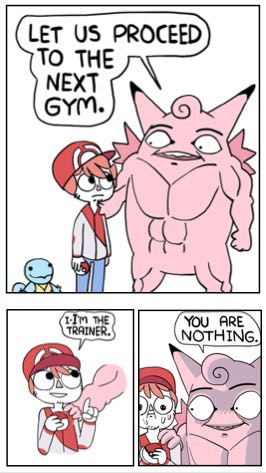 LET US PROCEED
TO THE
NEXT
GYM.
I-I'M THE
TRAINER.
YOU ARE
NOTHING.